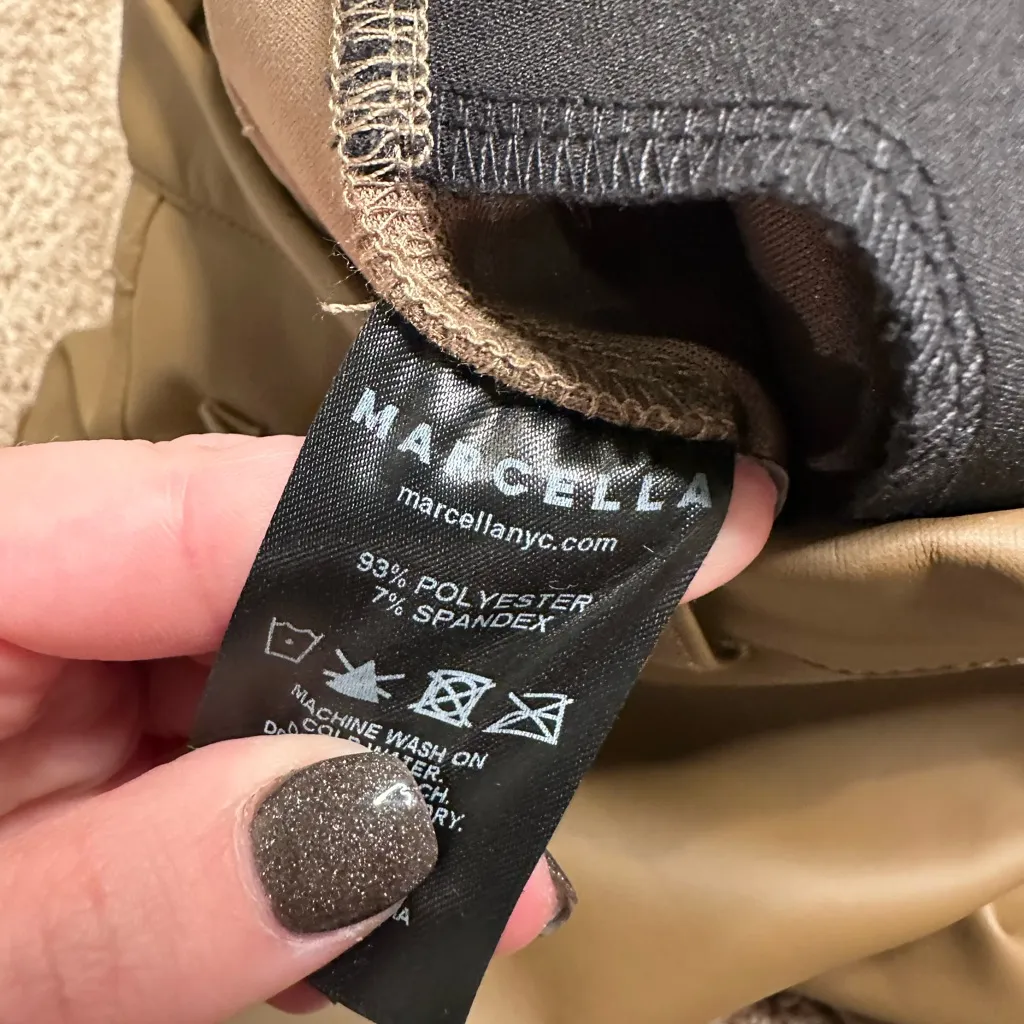 MARCELLA
marcellanyc.com
93% POLYESTER
7% SPANDEX
MACHINE WASH ON
COLD WATER.